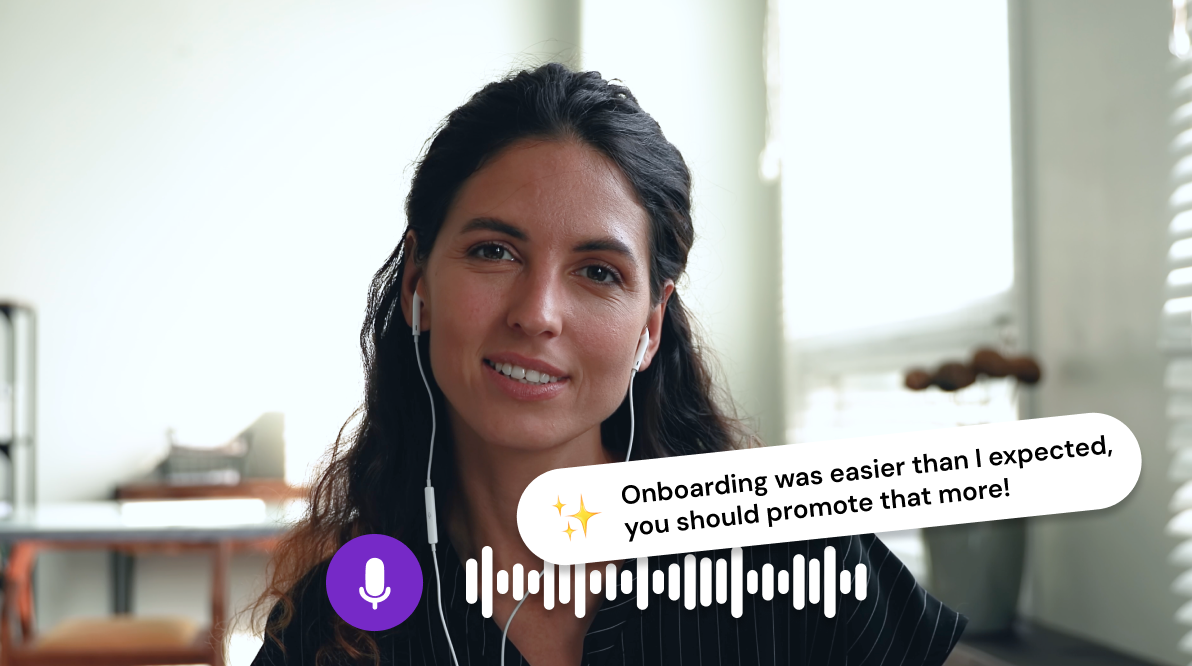 Onboarding was easier than I expected,
you should promote that more!